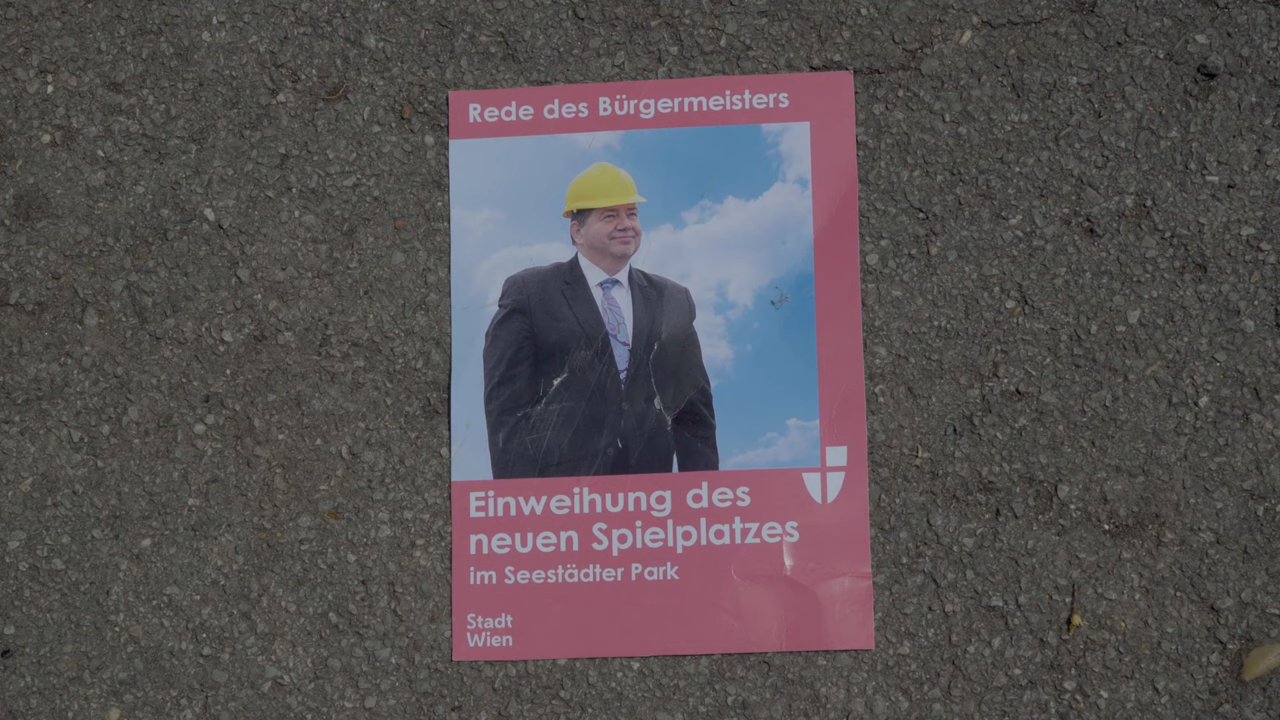 Rede des Bürgermeisters
Einweihung des
neuen Spielplatzes
im Seestädter Park
Stadt
Wien